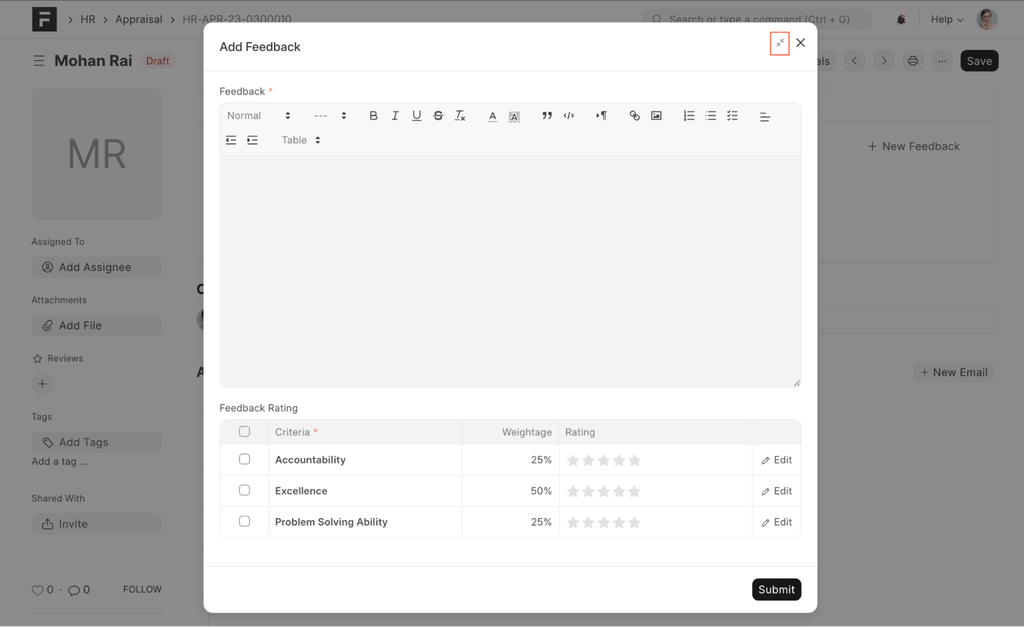 F > HR > Appraisal > HR-APR-23-0300010
Search or type a command (Ctrl + G)
Help
Mohan Rai
Draft
als
...
Save
MR
Assigned To
Add Assignee
Attachments
Add File
Reviews
+
Tags
Add Tags
Add a tag ...
Shared With
Invite
0 · 0
FOLLOW
+ New Feedback
C
A
+ New Email
Add Feedback
Feedback *
Normal --- B I U S Tx A A
Table
Feedback Rating
Criteria * Weightage Rating
Accountability 25% Edit
Excellence 50% Edit
Problem Solving Ability 25% Edit
Submit